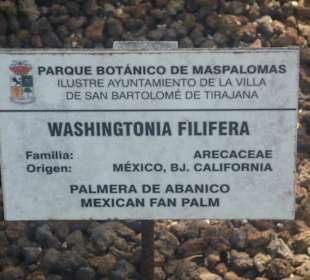 PARQUE BOTÁNICO DE MASPALOMAS
ILUSTRE AYUNTAMIENTO DE LA VILLA
DE SAN BARTOLOMÉ DE TIRAJANA
WASHINGTONIA FILIFERA
Familia: ARECACEAE
Origen: MÉXICO, BJ. CALIFORNIA
PALMERA DE ABANICO
MEXICAN FAN PALM